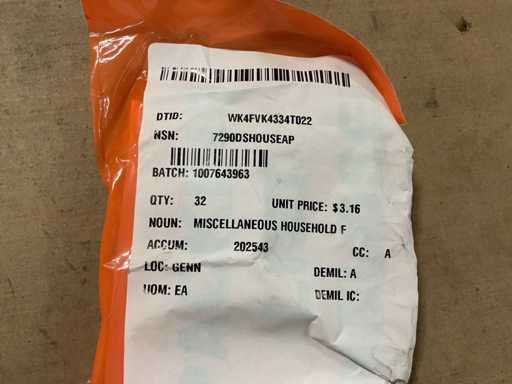 DTID: WK4FVK4334T022
NSN: 7290DSHOUSEAP
BATCH: 1007643963
QTY: 32 UNIT PRICE: $3.16
NOUN: MISCELLANEOUS HOUSEHOLD F
ACCUM: 202543 CC: A
LOC: GENN DEMIL: A
UOM: EA DEMIL IC: